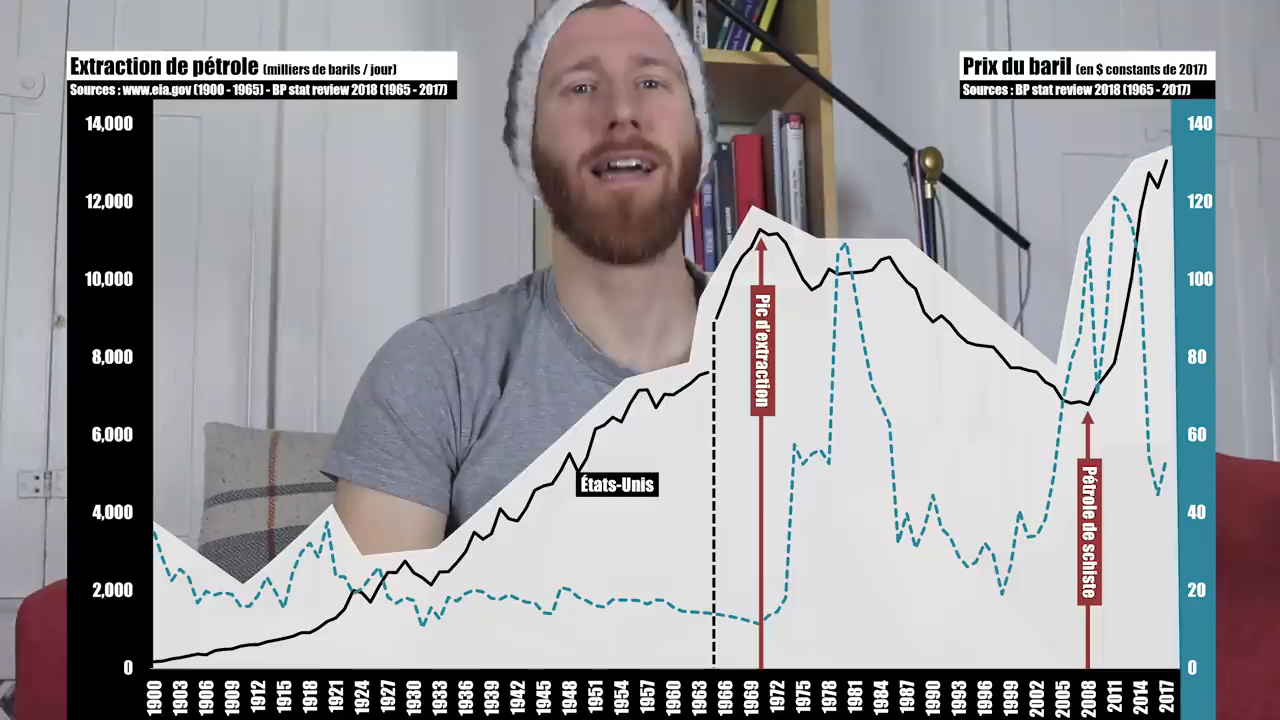 Extraction de pétrole (milliers de barils / jour)
Sources : www.eia.gov (1900 - 1965) - BP stat review 2018 (1965 - 2017)
Prix du baril (en $ constants de 2017)
Sources : BP stat review 2018 (1965 - 2017)
14,000
12,000
10,000
8,000
6,000
4,000
2,000
0
140
120
100
80
60
40
20
0
Pic d'extraction
États-Unis
Pétrole de schiste
1900 1903 1906 1909 1912 1915 1918 1921 1924 1927 1930 1933 1936 1939 1942 1945 1948 1951 1954 1957 1960 1963 1966 1969 1972 1975 1978 1981 1984 1987 1990 1993 1996 1999 2002 2005 2008 2011 2014 2017